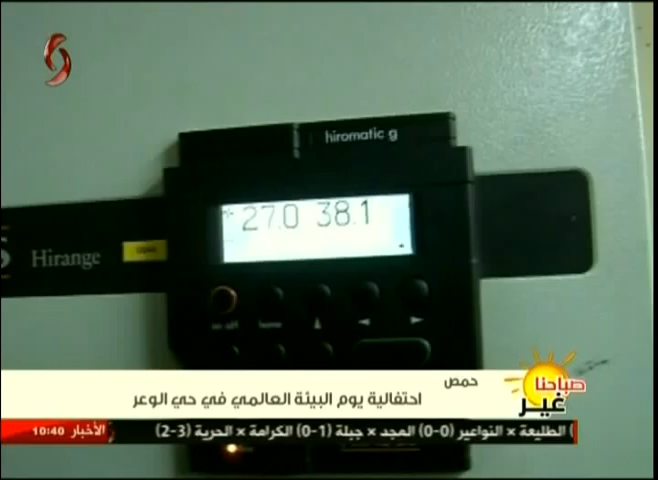 hiromatic g
27.0 38.1
Hirange
حمص
احتفالية يوم البيئة العالمي في حي الوعر
صباحنا
غير
الأخبار 10:40
الطليعة × النواعير (0-0) المجد × جبلة (1-0) الكرامة × الحرية (3-2)